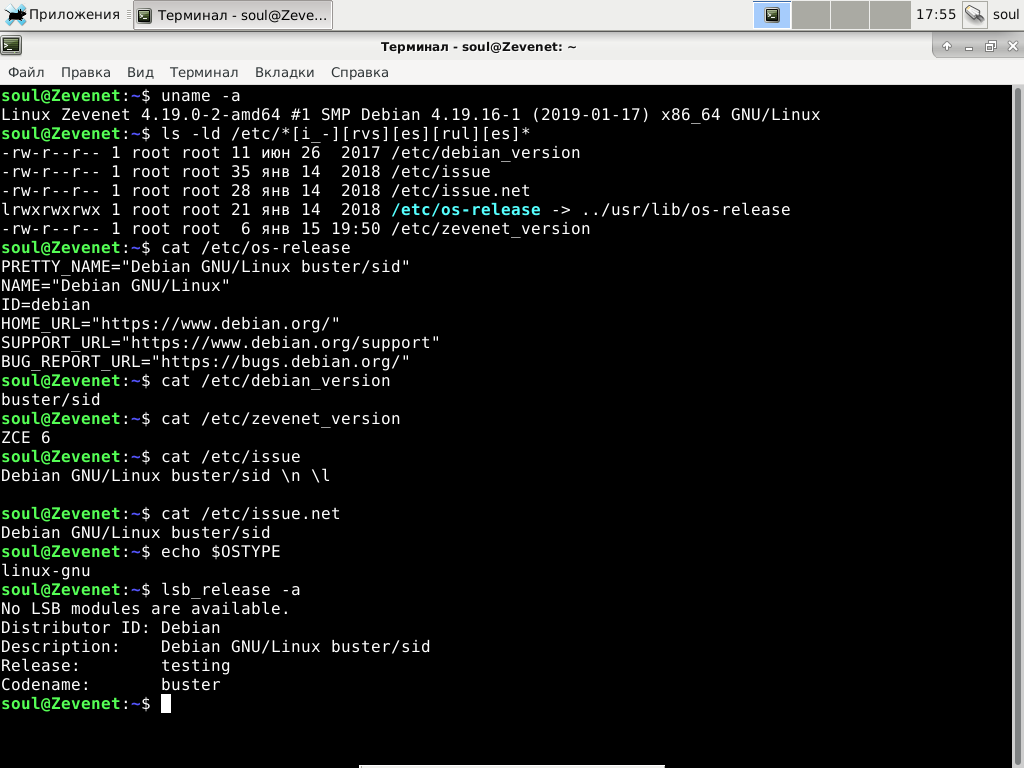 Приложения Терминал - soul@Zeve... 17:55 soul
Терминал - soul@Zevenet: ~
Файл Правка Вид Терминал Вкладки Справка
soul@Zevenet:~$ uname -a
Linux Zevenet 4.19.0-2-amd64 #1 SMP Debian 4.19.16-1 (2019-01-17) x86_64 GNU/Linux
soul@Zevenet:~$ ls -ld /etc/*[i_-][rvs][es][rul][es]*
-rw-r--r-- 1 root root 11 июн 26  2017 /etc/debian_version
-rw-r--r-- 1 root root 35 янв 14  2018 /etc/issue
-rw-r--r-- 1 root root 28 янв 14  2018 /etc/issue.net
lrwxrwxrwx 1 root root 21 янв 14  2018 /etc/os-release -> ../usr/lib/os-release
-rw-r--r-- 1 root root  6 янв 15 19:50 /etc/zevenet_version
soul@Zevenet:~$ cat /etc/os-release
PRETTY_NAME="Debian GNU/Linux buster/sid"
NAME="Debian GNU/Linux"
ID=debian
HOME_URL="https://www.debian.org/"
SUPPORT_URL="https://www.debian.org/support"
BUG_REPORT_URL="https://bugs.debian.org/"
soul@Zevenet:~$ cat /etc/debian_version
buster/sid
soul@Zevenet:~$ cat /etc/zevenet_version
ZCE 6
soul@Zevenet:~$ cat /etc/issue
Debian GNU/Linux buster/sid \n \l
soul@Zevenet:~$ cat /etc/issue.net
Debian GNU/Linux buster/sid
soul@Zevenet:~$ echo $OSTYPE
linux-gnu
soul@Zevenet:~$ lsb_release -a
No LSB modules are available.
Distributor ID: Debian
Description:    Debian GNU/Linux buster/sid
Release:        testing
Codename:       buster
soul@Zevenet:~$